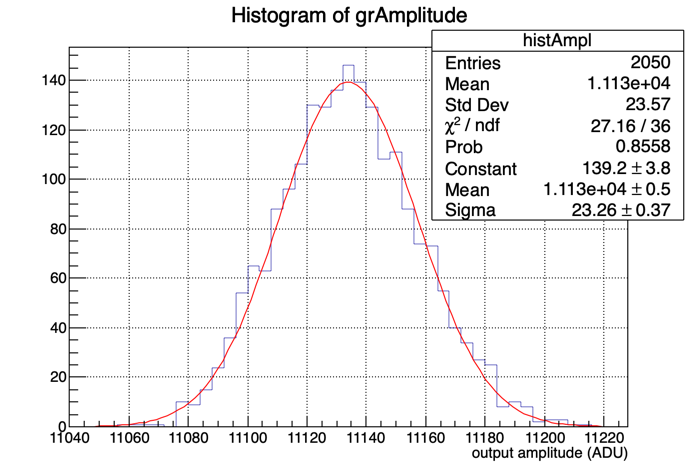 Histogram of grAmplitude
histAmpl
Entries 2050
Mean 1.113e+04
Std Dev 23.57
χ² / ndf 27.16 / 36
Prob 0.8558
Constant 139.2 ± 3.8
Mean 1.113e+04 ± 0.5
Sigma 23.26 ± 0.37
140
120
100
80
60
40
20
0
11040 11060 11080 11100 11120 11140 11160 11180 11200 11220
output amplitude (ADU)